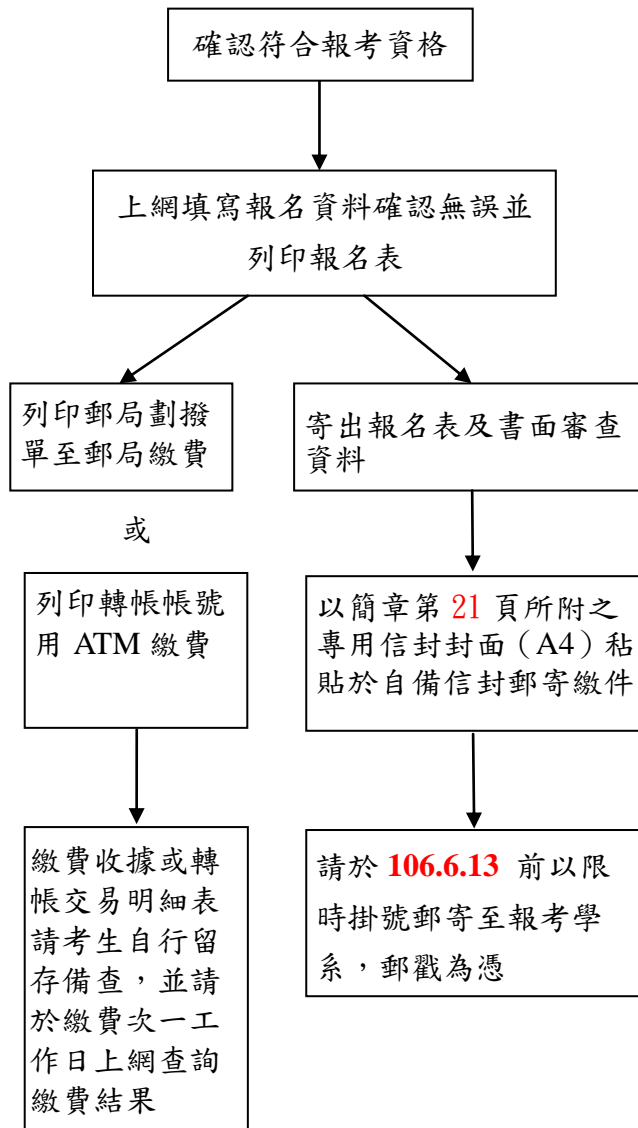 確認符合報考資格
上網填寫報名資料確認無誤並
列印報名表
列印郵局劃撥
單至郵局繳費
或
列印轉帳帳號
用 ATM 繳費
繳費收據或轉
帳交易明細表
請考生自行留
存備查，並請
於繳費次一工
作日上網查詢
繳費結果
寄出報名表及書面審查
資料
以簡章第 21 頁所附之
專用信封封面（A4）粘
貼於自備信封郵寄繳件
請於 106.6.13 前以限
時掛號郵寄至報考學
系，郵戳為憑